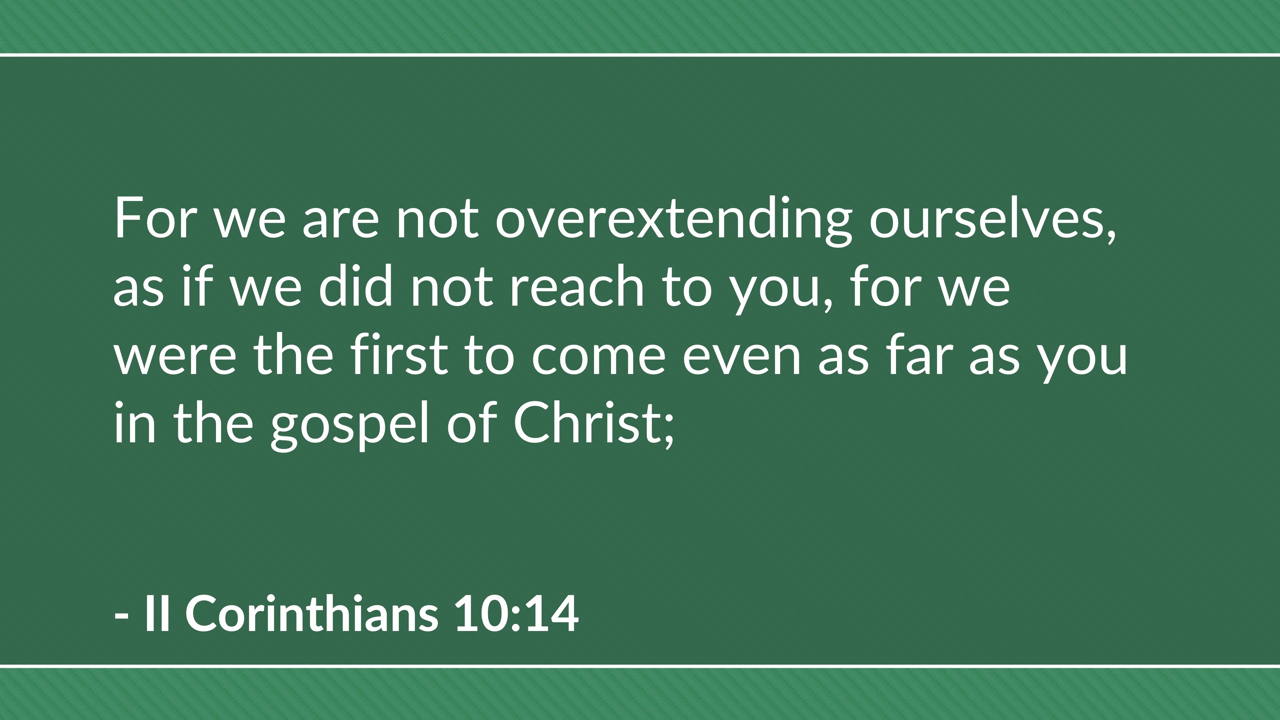 For we are not overextending ourselves,
as if we did not reach to you, for we
were the first to come even as far as you
in the gospel of Christ;
- II Corinthians 10:14